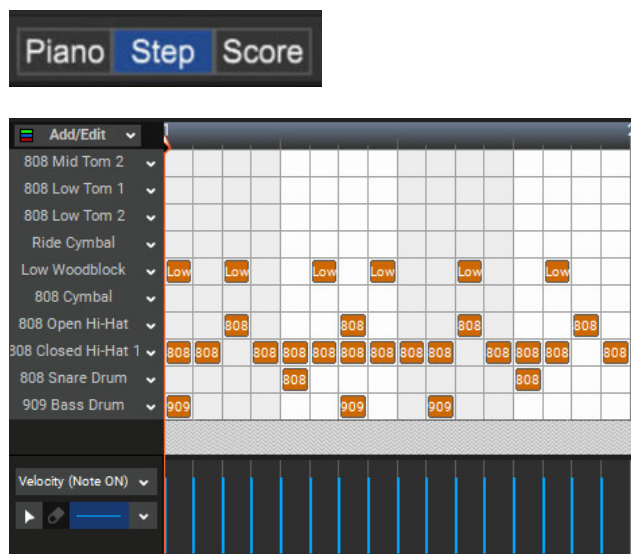 Piano Step Score
Add/Edit 1 2
808 Mid Tom 2
808 Low Tom 1
808 Low Tom 2
Ride Cymbal
Low Woodblock Low Low Low Low Low Low
808 Cymbal
808 Open Hi-Hat 808 808 808 808
808 Closed Hi-Hat 1 808 808 808 808 808 808 808 808 808 808 808 808 808
808 Snare Drum 808 808
909 Bass Drum 909 909 909
Velocity (Note ON)